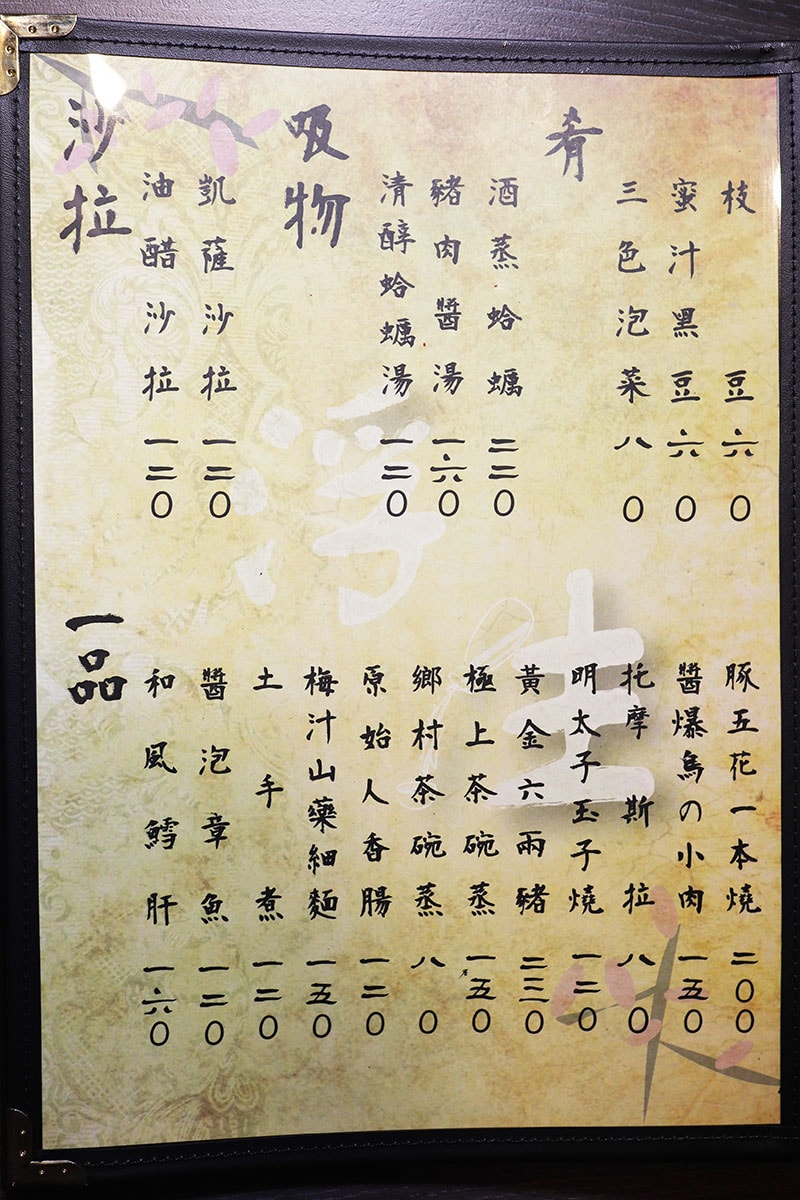 肴
枝豆 六〇
蜜汁黑豆 六〇
三色泡菜 八〇
吸物
酒蒸蛤蠣 二二〇
豬肉醬湯 一六〇
清醇蛤蠣湯 一二〇
沙拉
凱薩沙拉 一二〇
油醋沙拉 一二〇
浮生
一品
豚五花一本燒 二〇〇
醬爆鳥の小肉 一五〇
托摩斯拉 八〇
明太子玉子燒 一二〇
黃金六兩豬 二三〇
極上茶碗蒸 一五〇
鄉村茶碗蒸 八〇
原始人香腸 一二〇
梅汁山藥細麵 一五〇
土手煮 一二〇
醬泡章魚 一二〇
和風鱈肝 一六〇